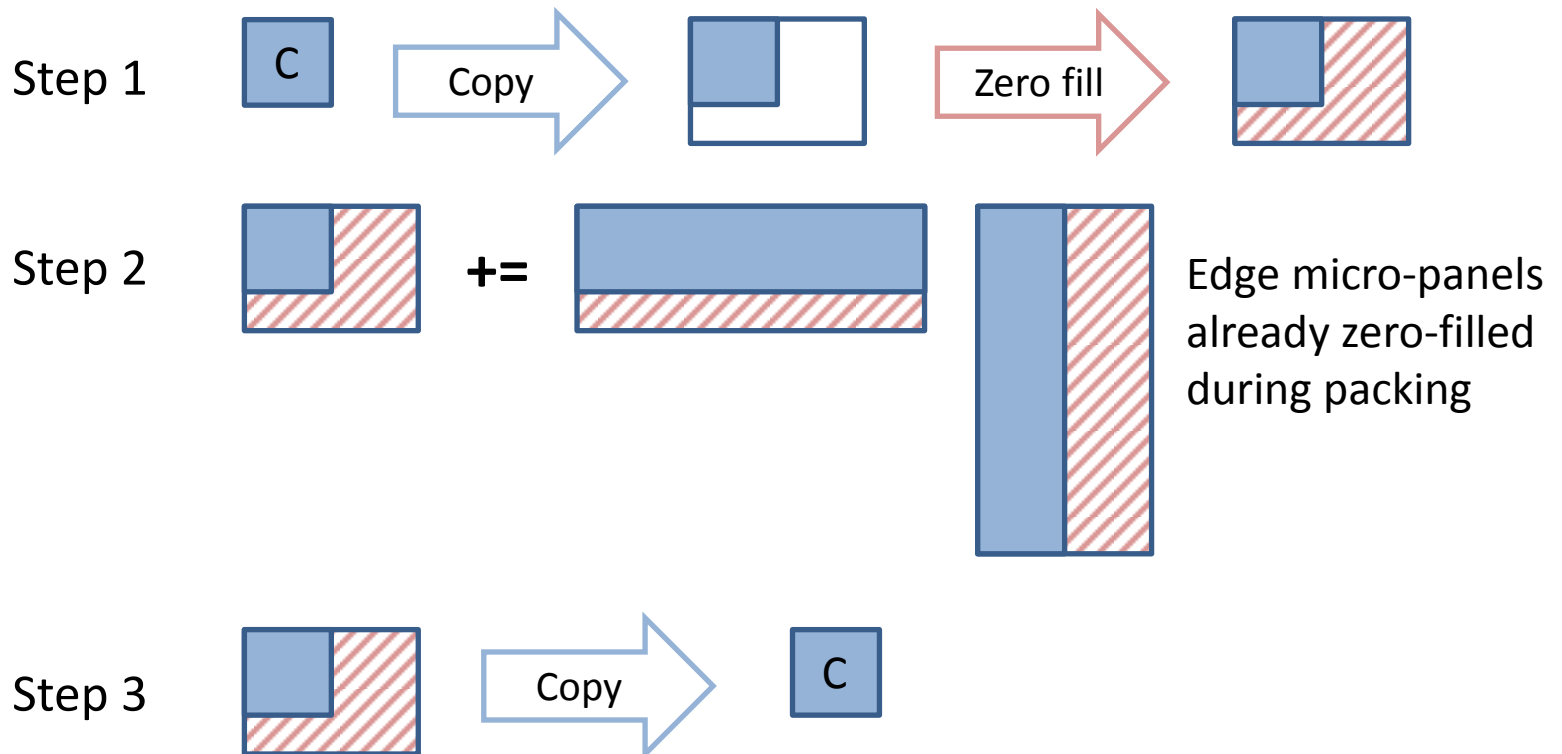 Step 1
C
Copy
Zero fill
Step 2
+=
Edge micro-panels
already zero-filled
during packing
Step 3
Copy
C